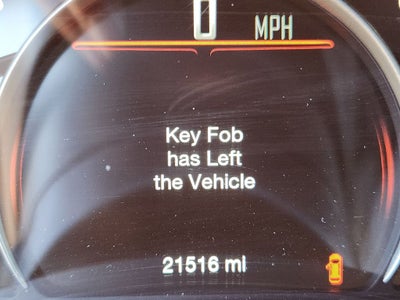 0 MPH
Key Fob
has Left
the Vehicle
21516 mi